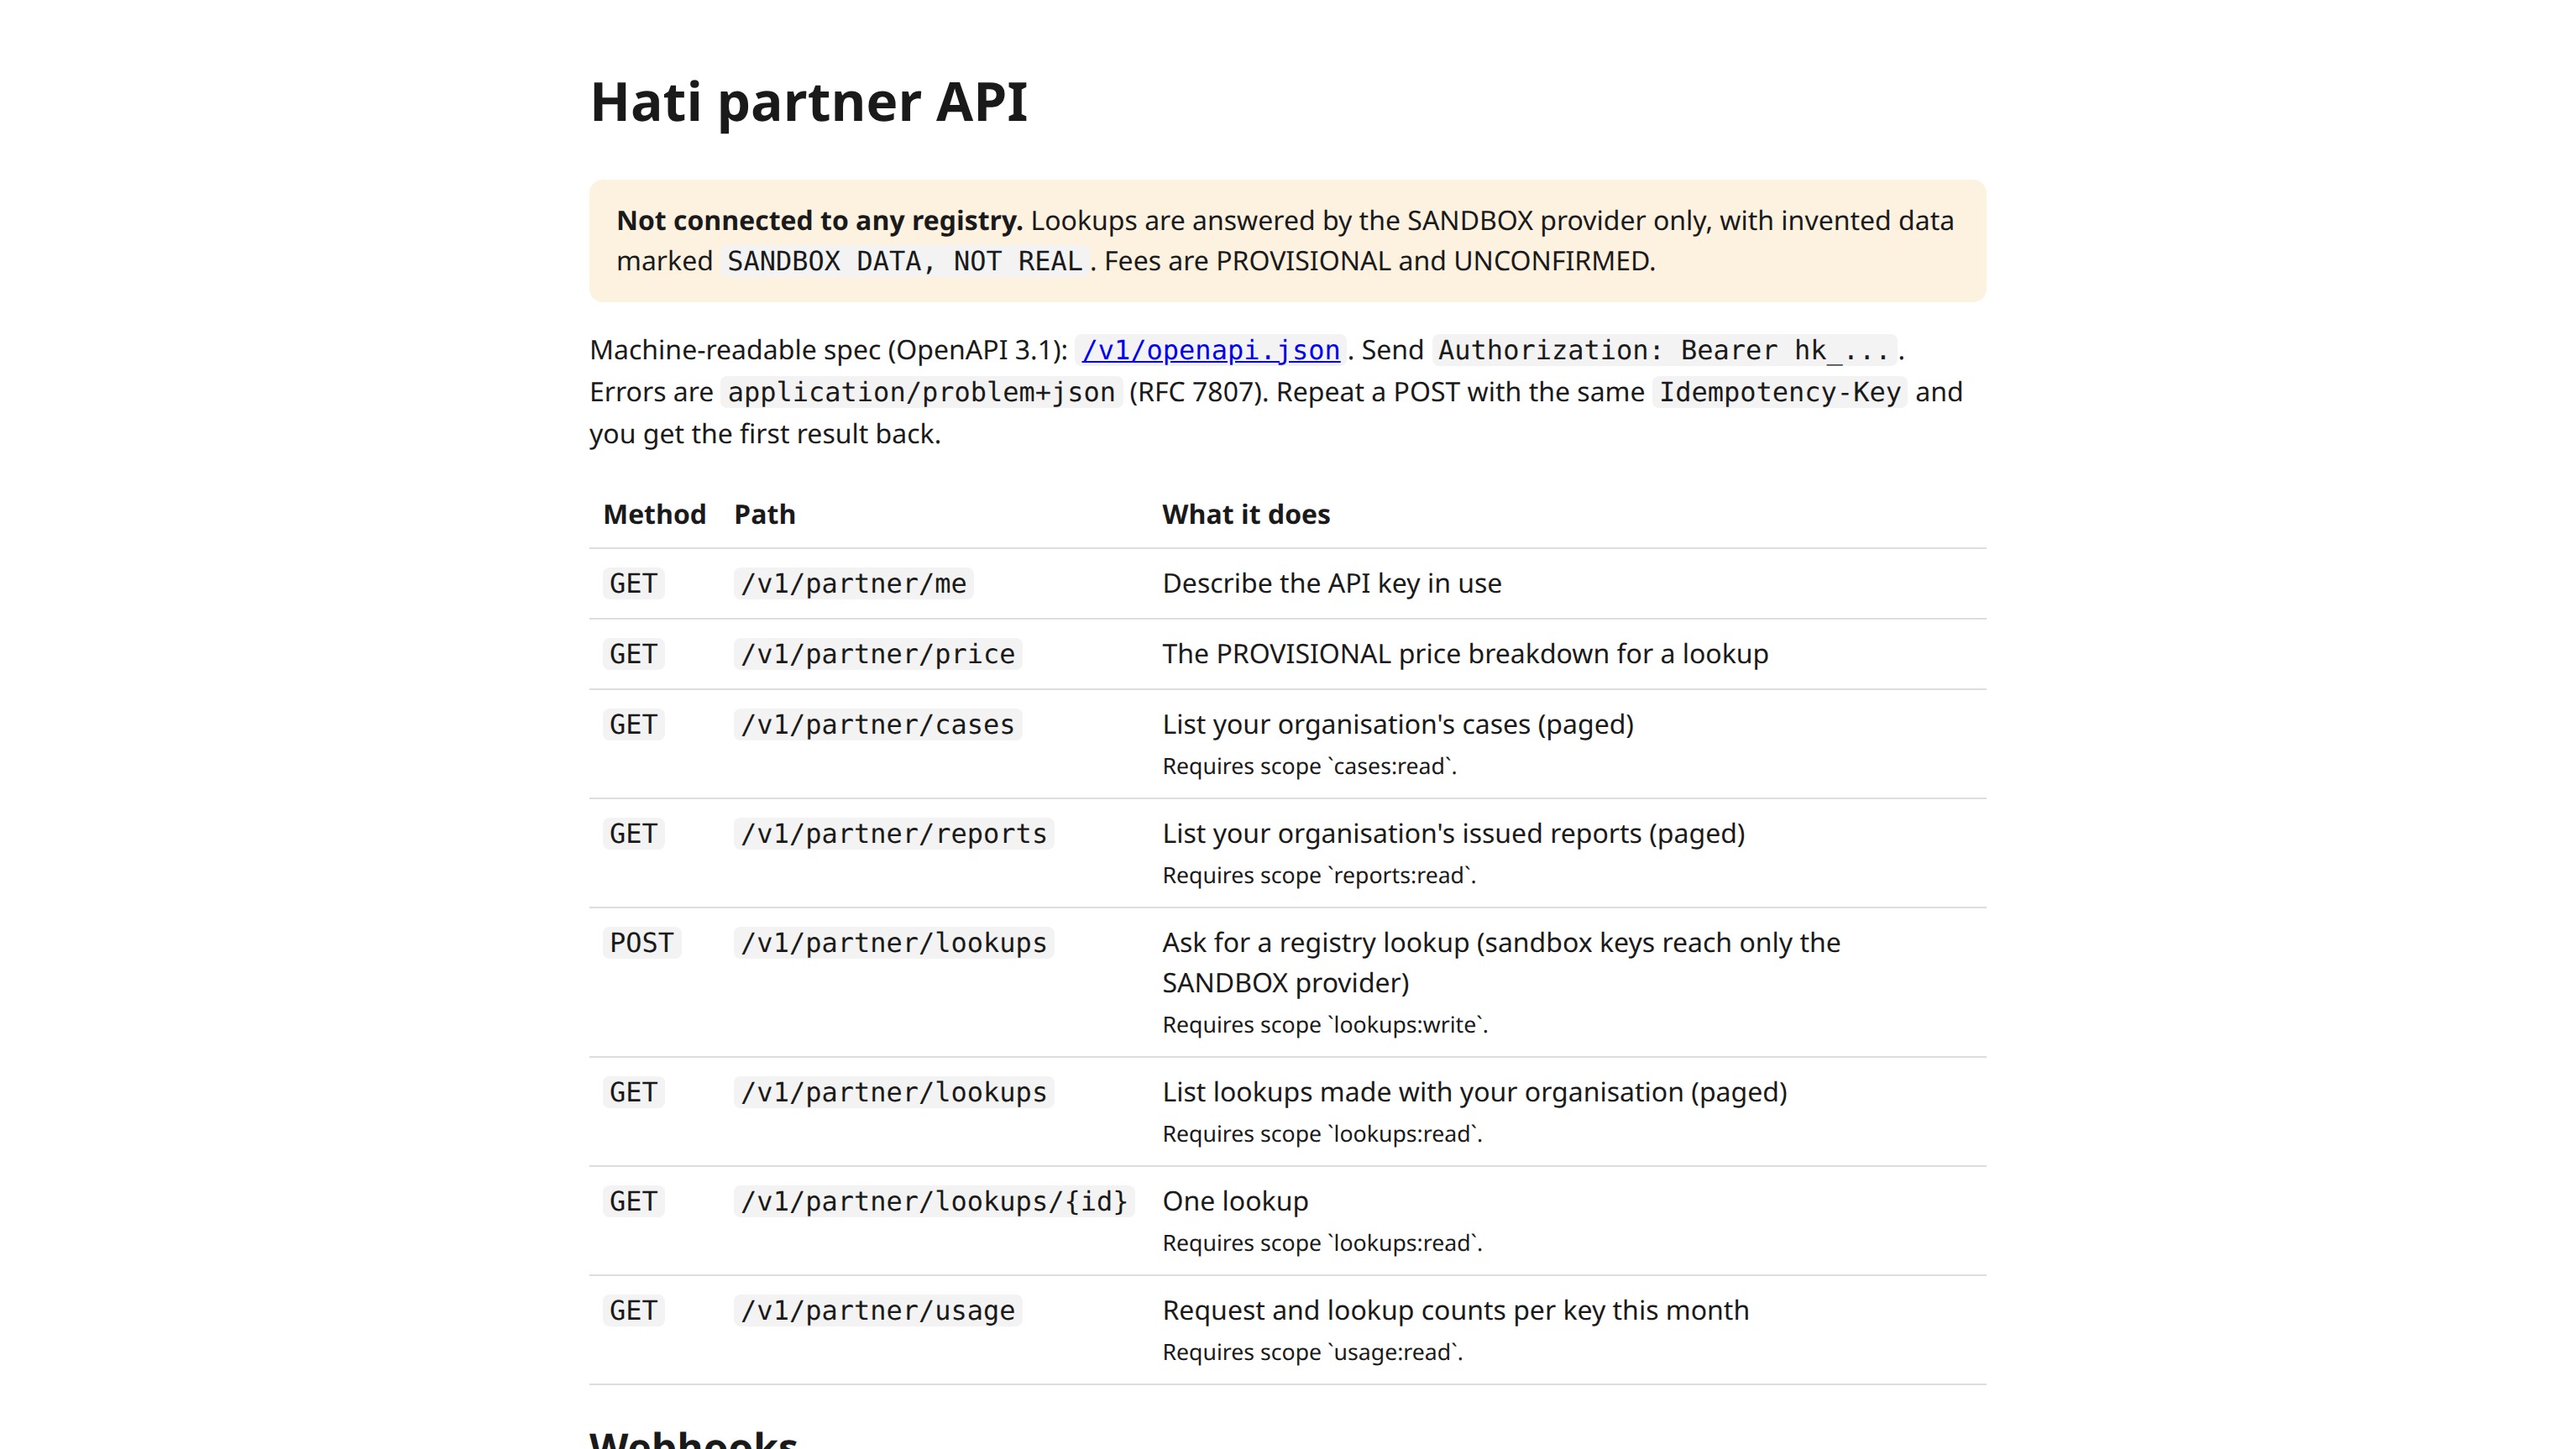 Hati partner API
Not connected to any registry. Lookups are answered by the SANDBOX provider only, with invented data
marked SANDBOX DATA, NOT REAL. Fees are PROVISIONAL and UNCONFIRMED.
Machine-readable spec (OpenAPI 3.1): /v1/openapi.json. Send Authorization: Bearer hk_....
Errors are application/problem+json (RFC 7807). Repeat a POST with the same Idempotency-Key and
you get the first result back.
Method Path What it does
GET /v1/partner/me Describe the API key in use
GET /v1/partner/price The PROVISIONAL price breakdown for a lookup
GET /v1/partner/cases List your organisation's cases (paged)
Requires scope `cases:read`.
GET /v1/partner/reports List your organisation's issued reports (paged)
Requires scope `reports:read`.
POST /v1/partner/lookups Ask for a registry lookup (sandbox keys reach only the
SANDBOX provider)
Requires scope `lookups:write`.
GET /v1/partner/lookups List lookups made with your organisation (paged)
Requires scope `lookups:read`.
GET /v1/partner/lookups/{id} One lookup
Requires scope `lookups:read`.
GET /v1/partner/usage Request and lookup counts per key this month
Requires scope `usage:read`.
Webhooks